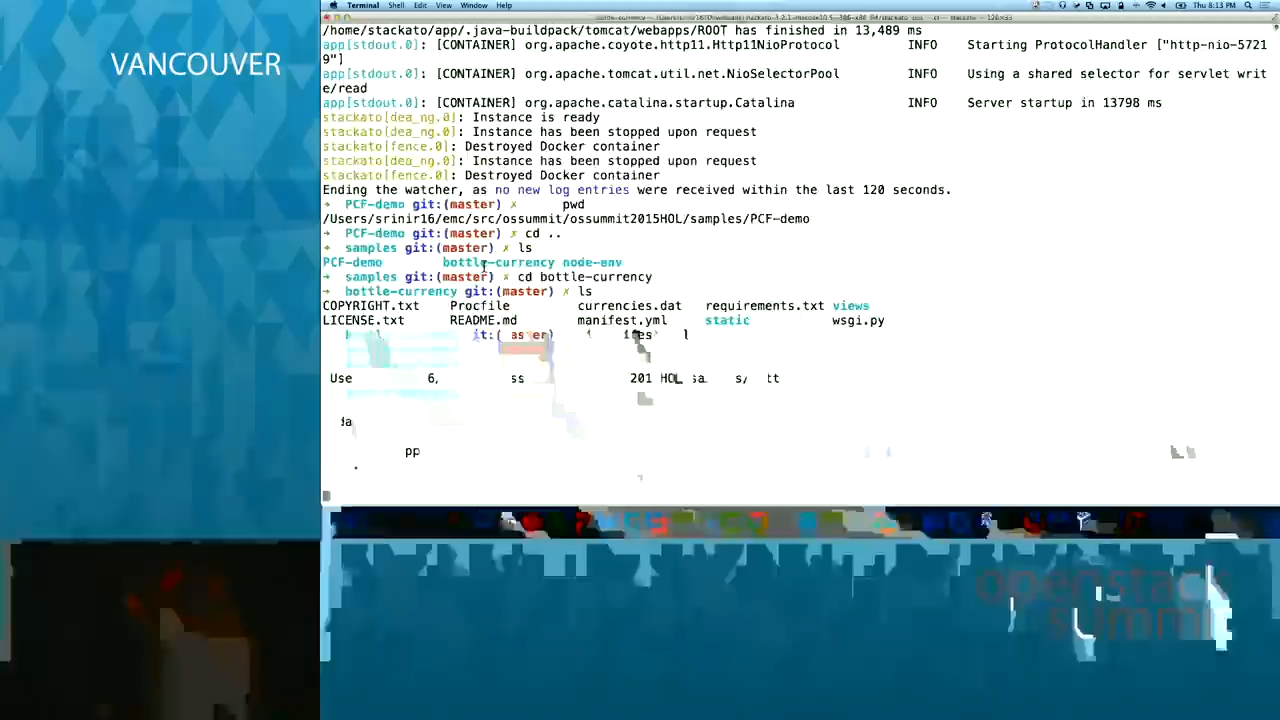 Terminal Shell Edit View Window Help Thu 8:13 PM
VANCOUVER
/home/stackato/app/.java-buildpack/tomcat/webapps/ROOT has finished in 13,489 ms
app[stdout.0]: [CONTAINER] org.apache.coyote.http11.Http11NioProtocol INFO Starting ProtocolHandler ["http-nio-5721
9"]
app[stdout.0]: [CONTAINER] org.apache.tomcat.util.net.NioSelectorPool INFO Using a shared selector for servlet writ
e/read
app[stdout.0]: [CONTAINER] org.apache.catalina.startup.Catalina INFO Server startup in 13798 ms
stackato[dea_ng.0]: Instance is ready
stackato[dea_ng.0]: Instance has been stopped upon request
stackato[fence.0]: Destroyed Docker container
stackato[dea_ng.0]: Instance has been stopped upon request
stackato[fence.0]: Destroyed Docker container
Ending the watcher, as no new log entries were received within the last 120 seconds.
➜ PCF-demo git:(master) ✗ pwd
/Users/srinir16/emc/src/ossummit/ossummit2015HOL/samples/PCF-demo
➜ PCF-demo git:(master) ✗ cd ..
➜ samples git:(master) ✗ ls
PCF-demo bottle-currency node-env
➜ samples git:(master) ✗ cd bottle-currency
➜ bottle-currency git:(master) ✗ ls
COPYRIGHT.txt Procfile currencies.dat requirements.txt views
LICENSE.txt README.md manifest.yml static wsgi.py
openstack
summit